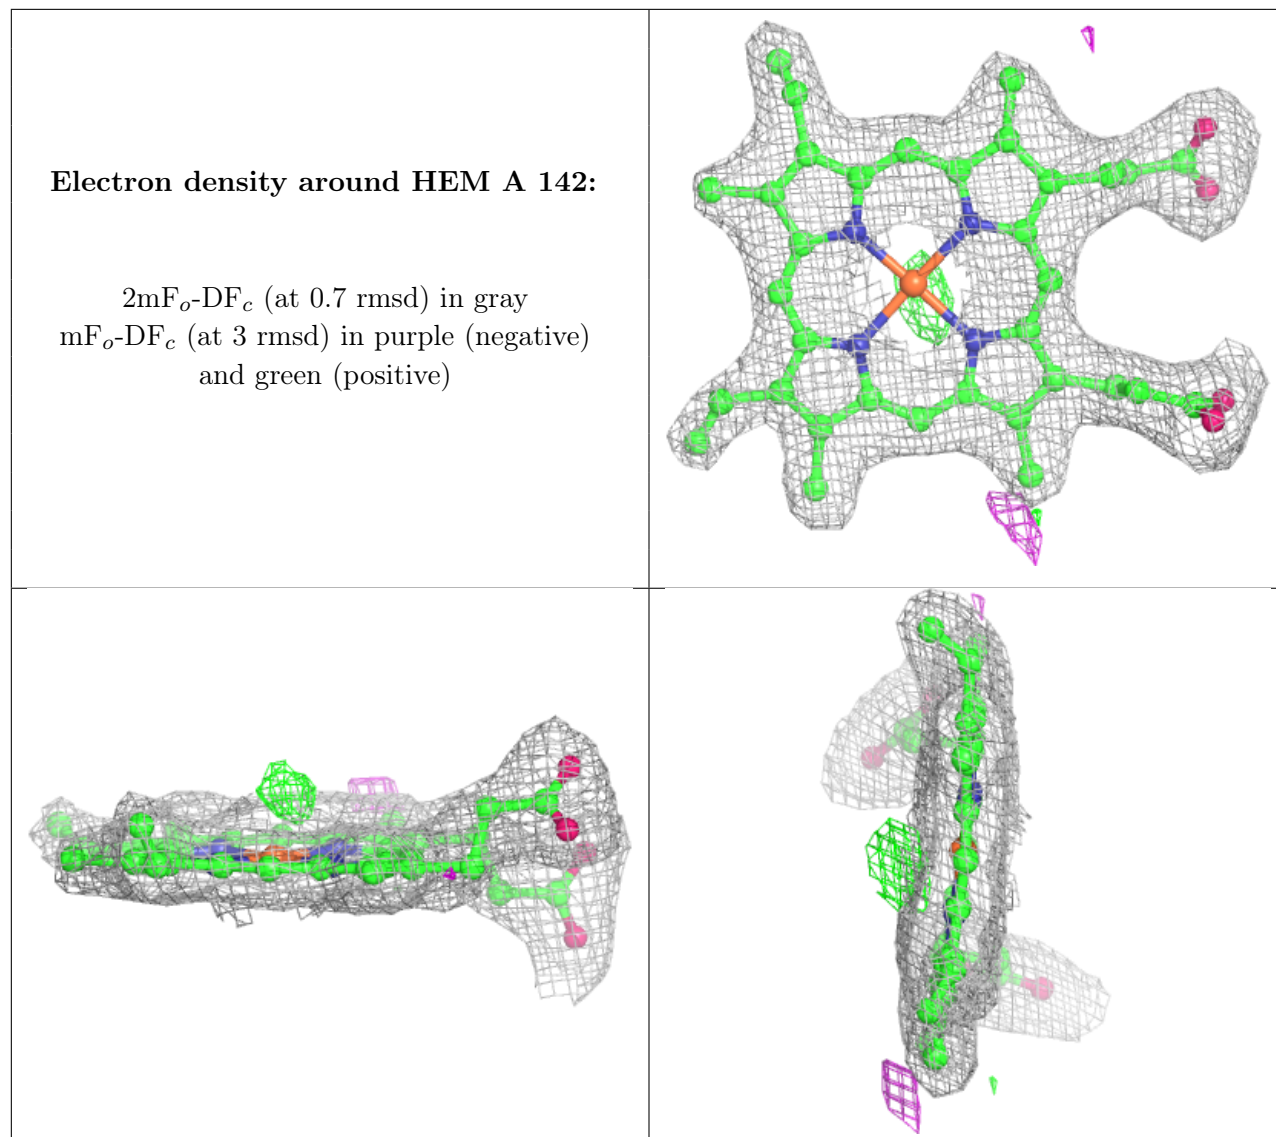 Electron density around HEM A 142:
2mFo-DFc (at 0.7 rmsd) in gray
mFo-DFc (at 3 rmsd) in purple (negative)
and green (positive)